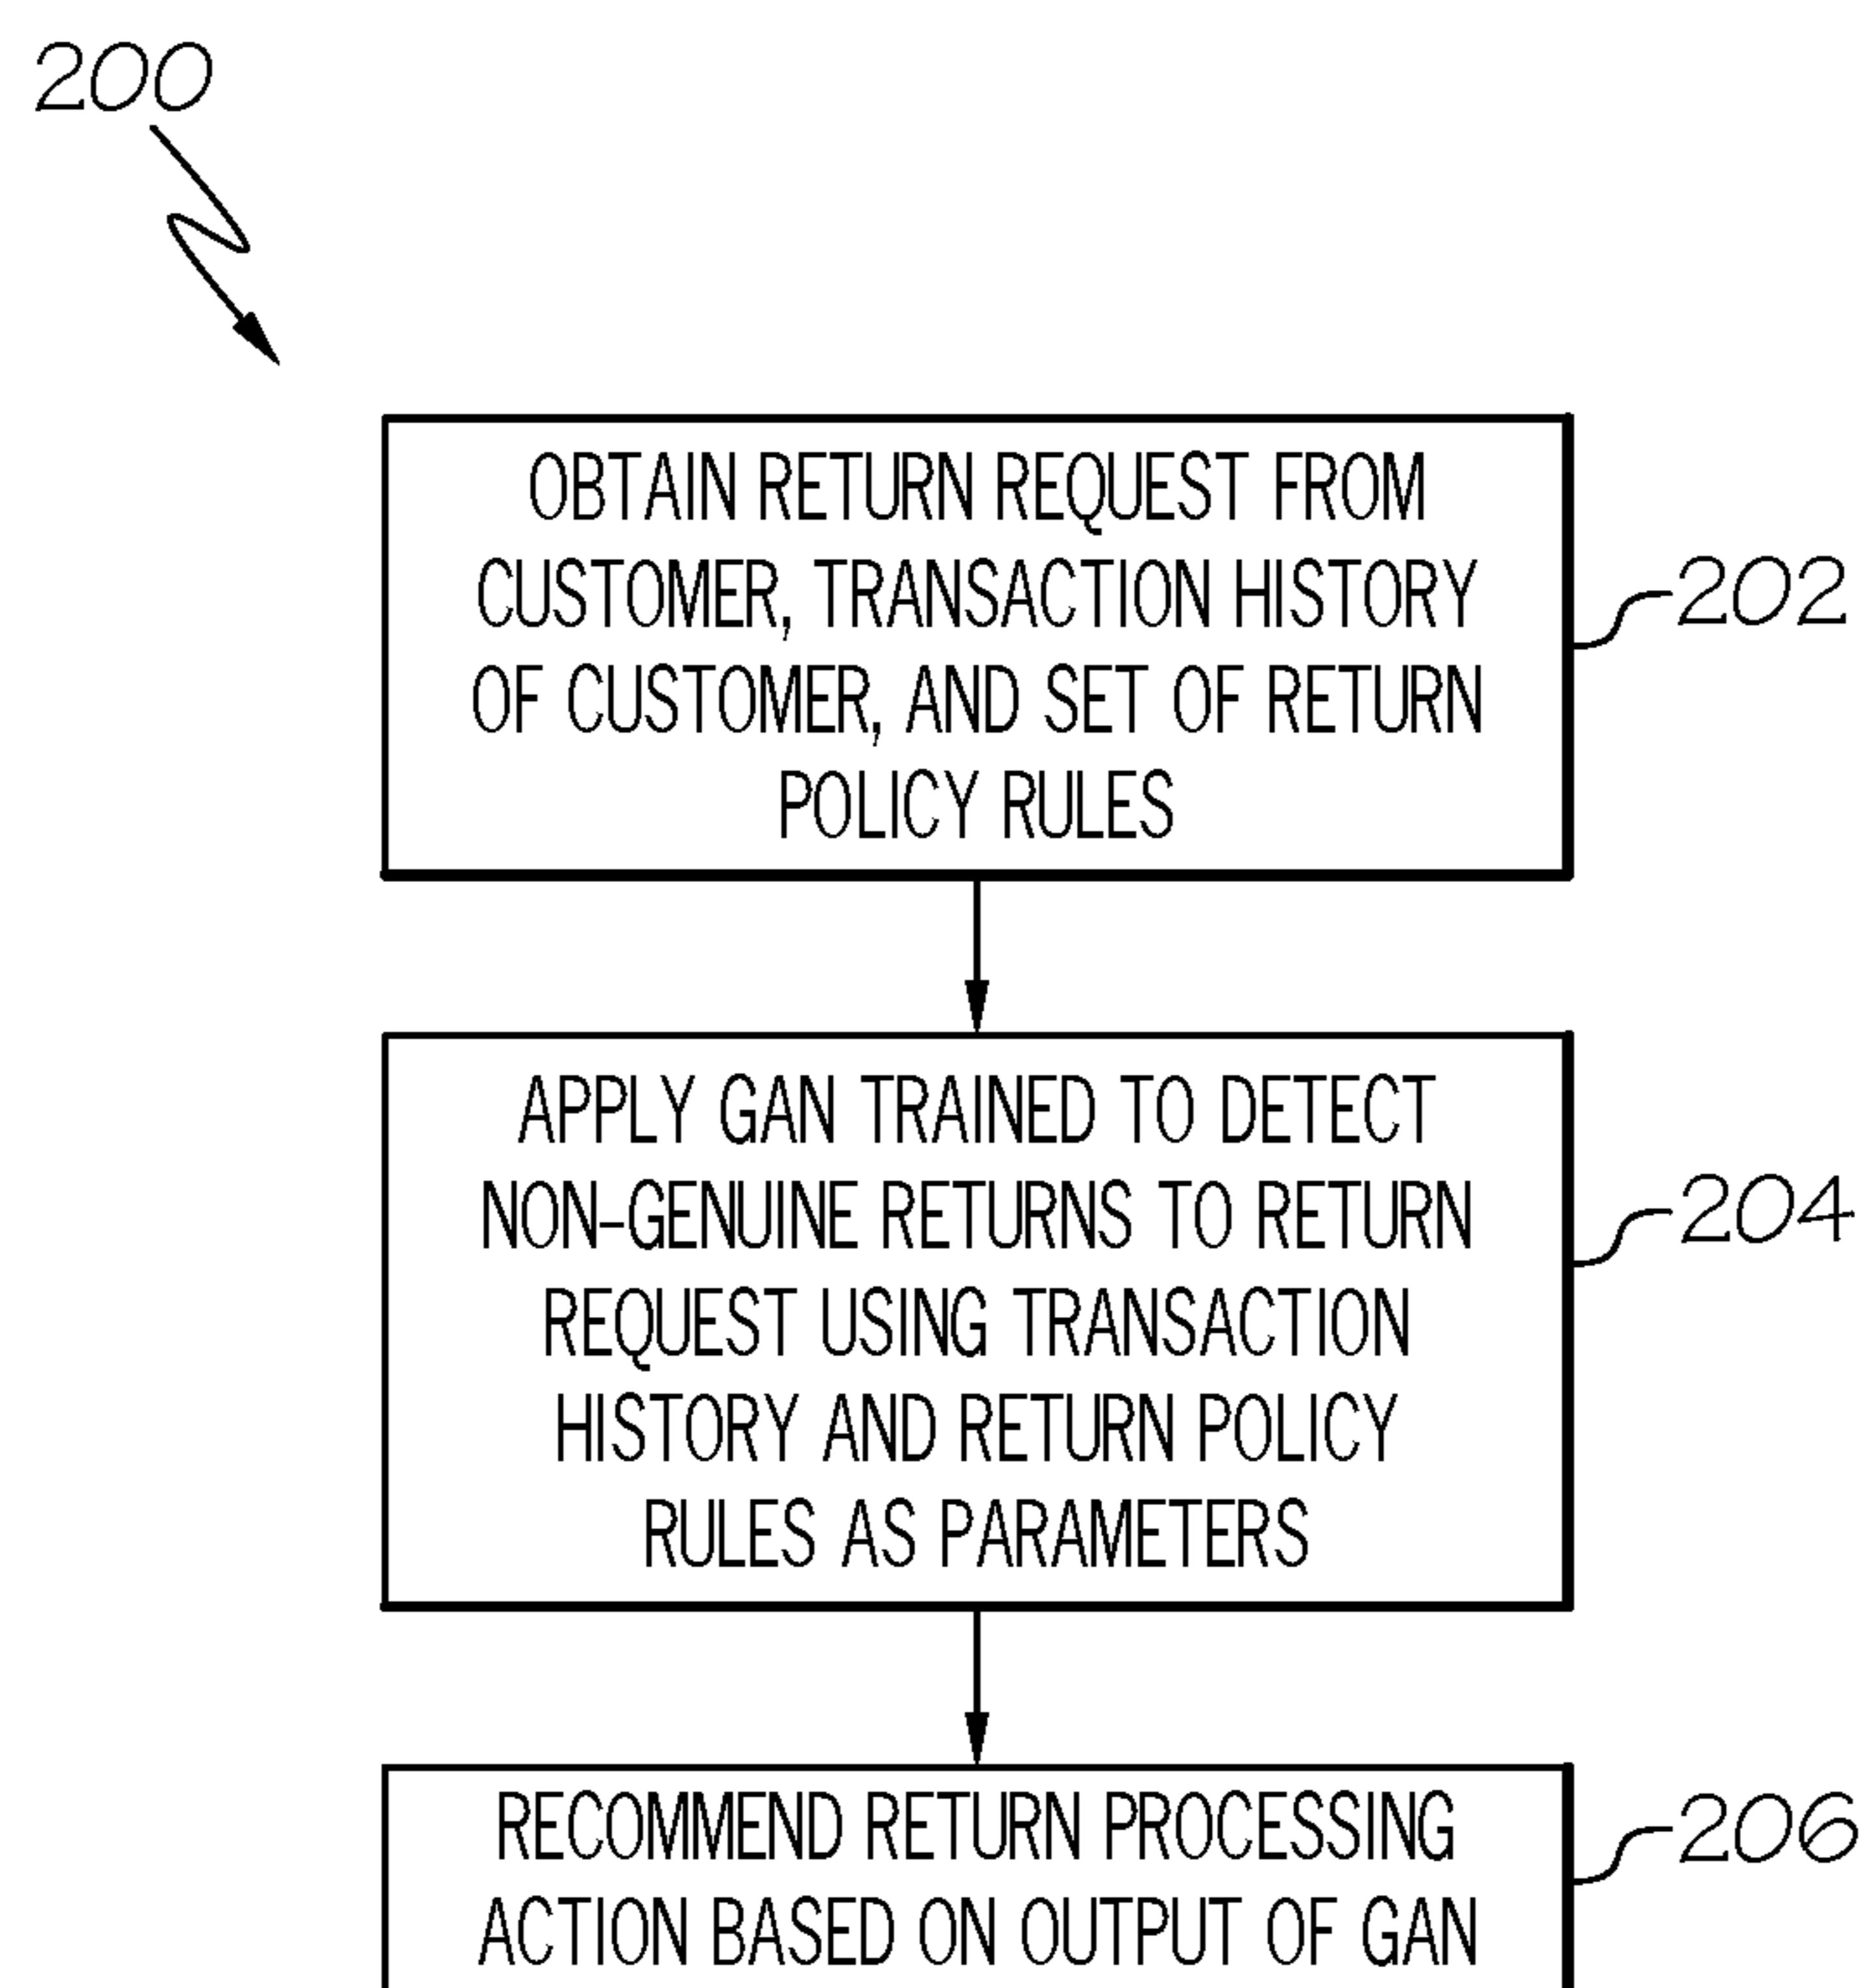 200
OBTAIN RETURN REQUEST FROM
CUSTOMER, TRANSACTION HISTORY
OF CUSTOMER, AND SET OF RETURN
POLICY RULES
202
APPLY GAN TRAINED TO DETECT
NON-GENUINE RETURNS TO RETURN
REQUEST USING TRANSACTION
HISTORY AND RETURN POLICY
RULES AS PARAMETERS
204
RECOMMEND RETURN PROCESSING
ACTION BASED ON OUTPUT OF GAN
206